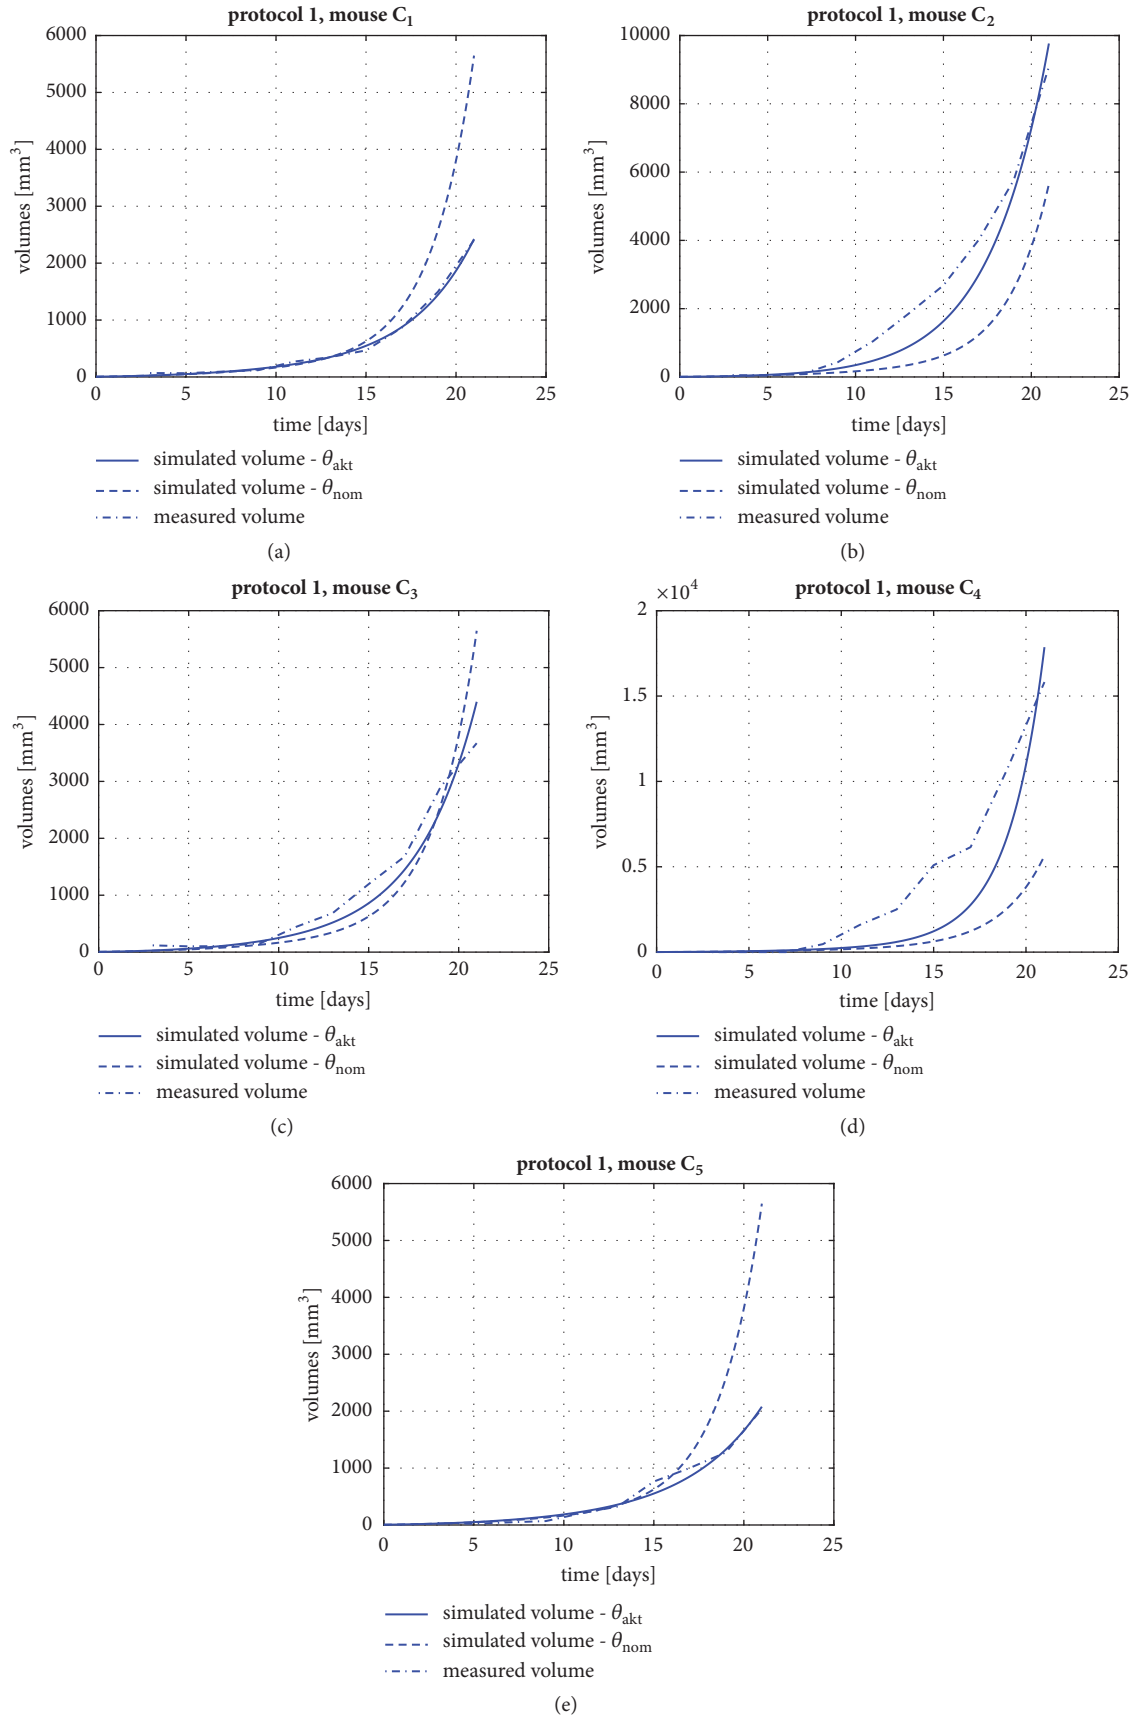 protocol 1, mouse C1
6000
5000
4000
3000
2000
1000
0
volumes [mm3]
0 5 10 15 20 25
time [days]
simulated volume - θakt
simulated volume - θnom
measured volume
(a)
protocol 1, mouse C2
10000
8000
6000
4000
2000
0
volumes [mm3]
0 5 10 15 20 25
time [days]
simulated volume - θakt
simulated volume - θnom
measured volume
(b)
protocol 1, mouse C3
6000
5000
4000
3000
2000
1000
0
volumes [mm3]
0 5 10 15 20 25
time [days]
simulated volume - θakt
simulated volume - θnom
measured volume
(c)
protocol 1, mouse C4
×104
2
1.5
1
0.5
0
volumes [mm3]
0 5 10 15 20 25
time [days]
simulated volume - θakt
simulated volume - θnom
measured volume
(d)
protocol 1, mouse C5
6000
5000
4000
3000
2000
1000
0
volumes [mm3]
0 5 10 15 20 25
time [days]
simulated volume - θakt
simulated volume - θnom
measured volume
(e)